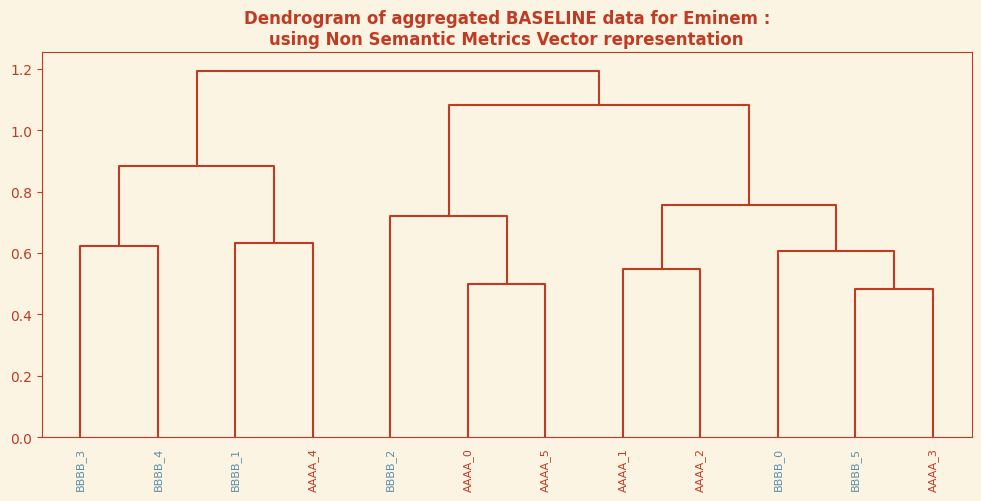 Dendrogram of aggregated BASELINE data for Eminem :
using Non Semantic Metrics Vector representation
1.2
1.0
0.8
0.6
0.4
0.2
0.0
BBBB_3
BBBB_4
BBBB_1
AAAA_4
BBBB_2
AAAA_0
AAAA_5
AAAA_1
AAAA_2
BBBB_0
BBBB_5
AAAA_3